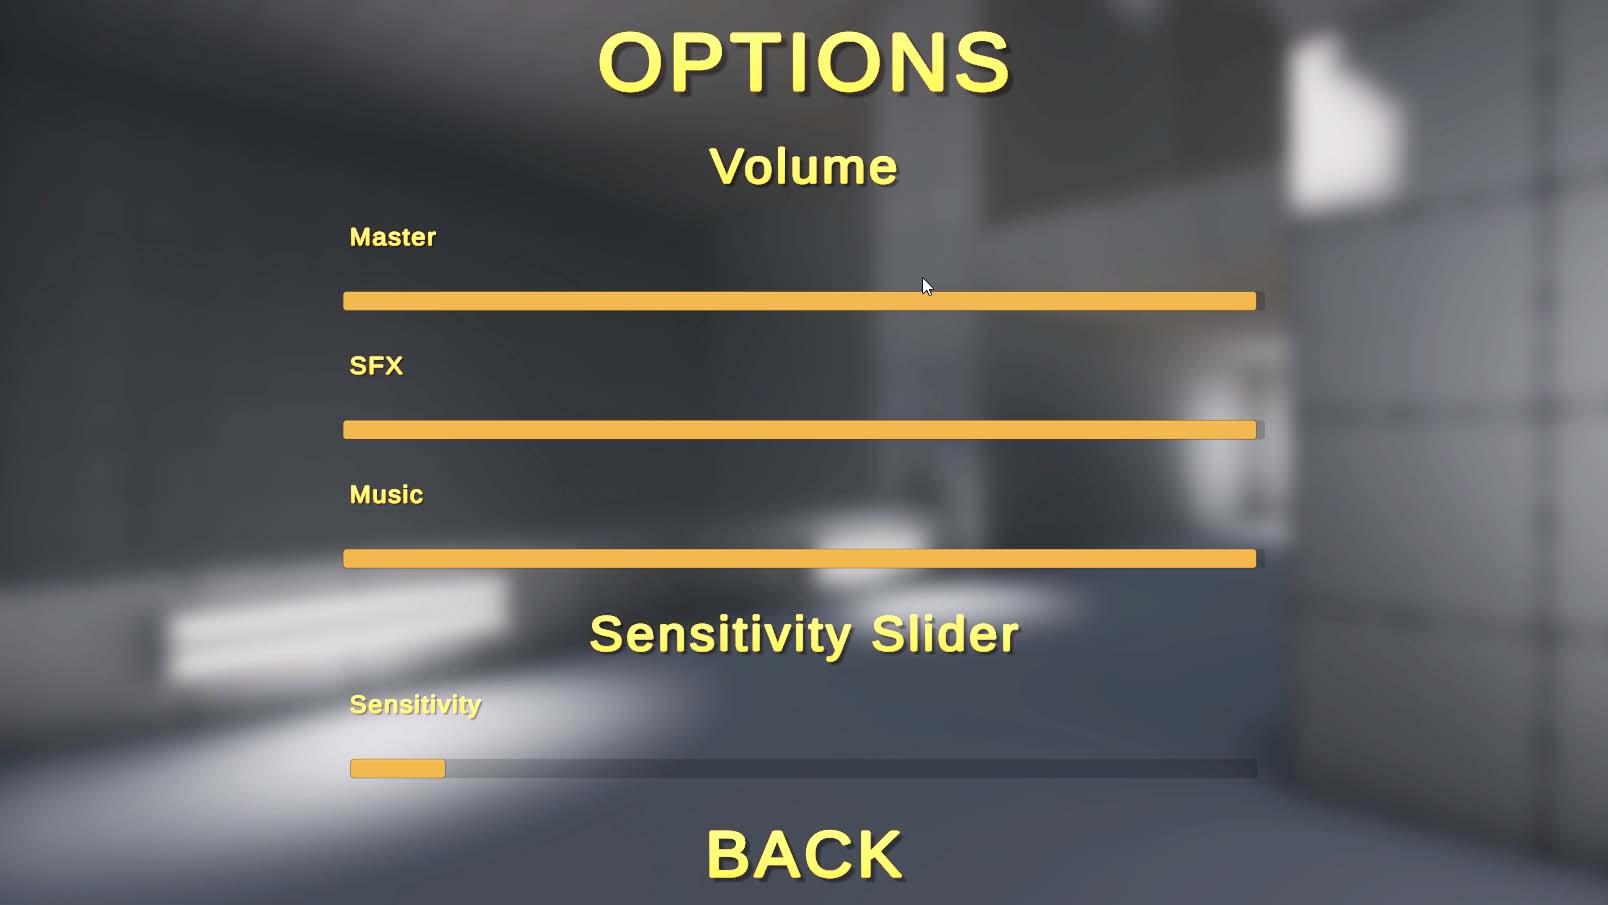 OPTIONS
Volume
Master
SFX
Music
Sensitivity Slider
Sensitivity
BACK